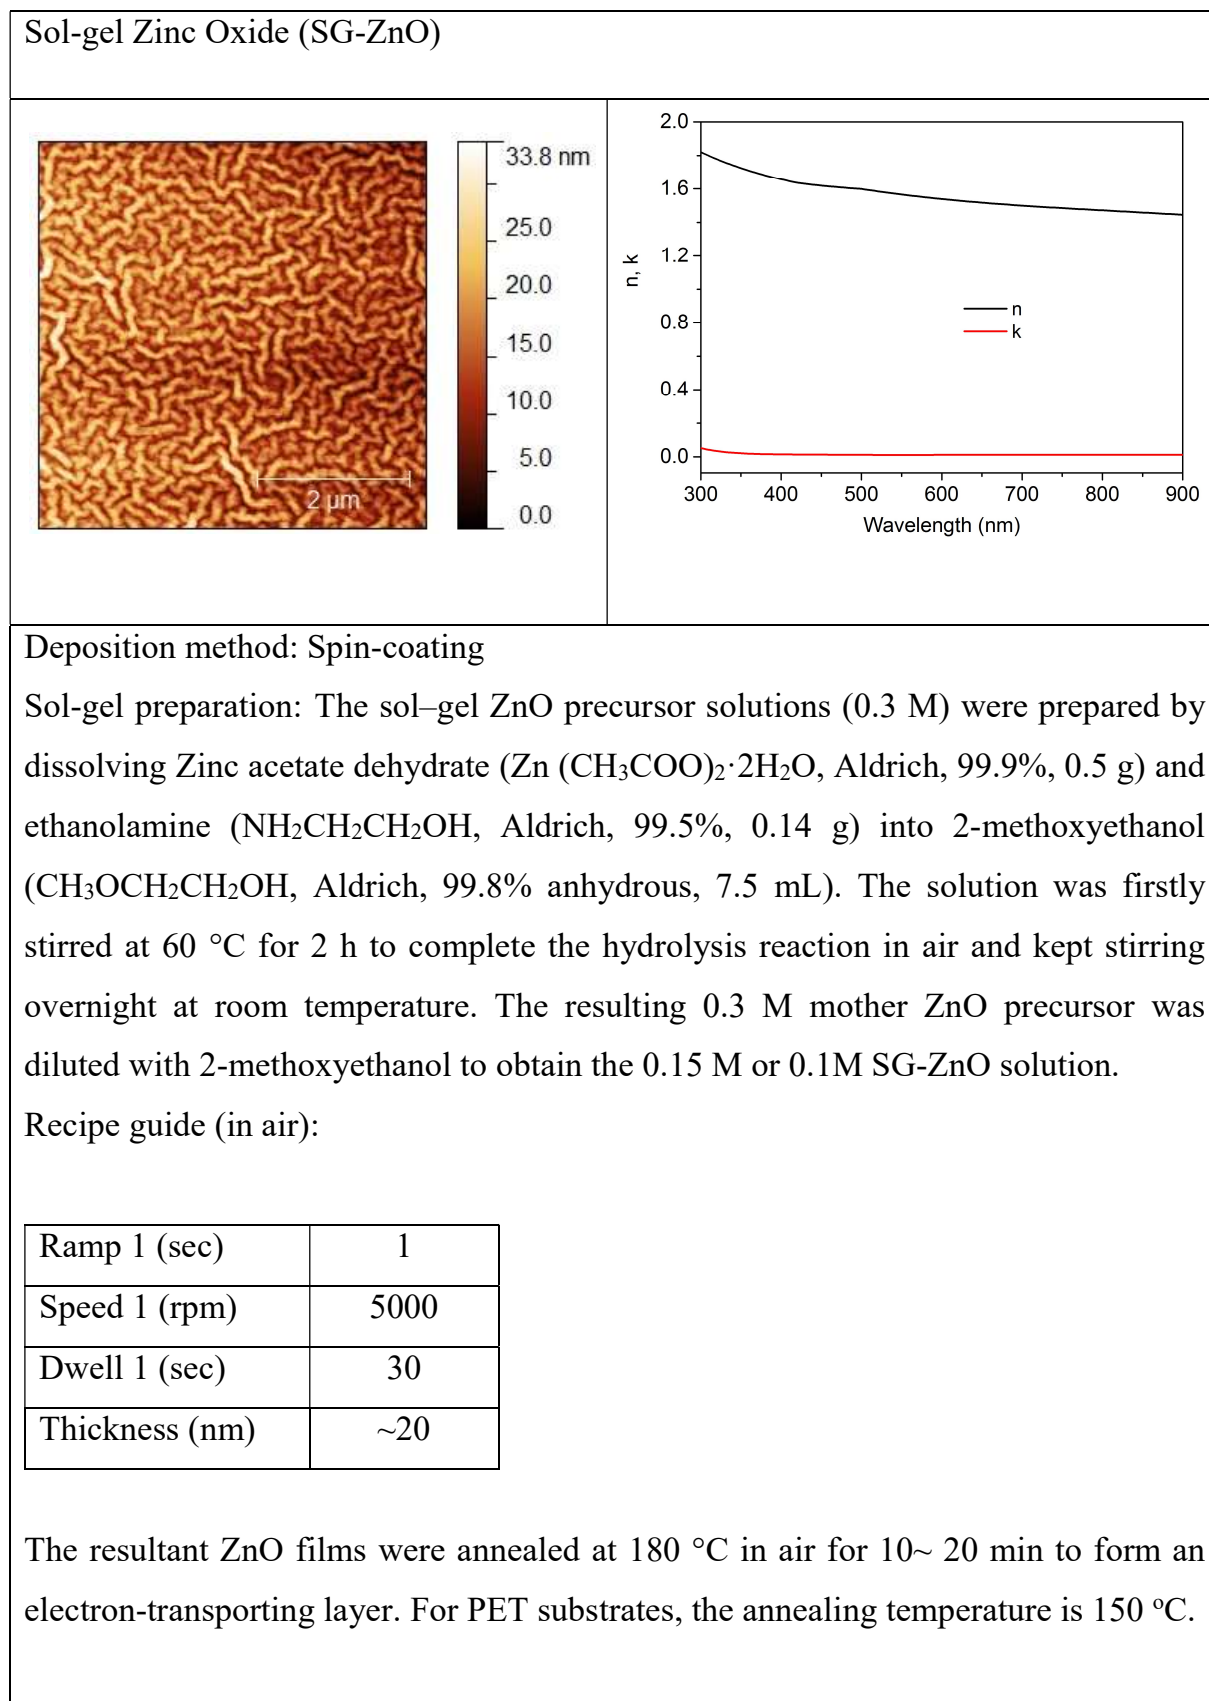 Sol-gel Zinc Oxide (SG-ZnO)
33.8 nm
25.0
20.0
15.0
10.0
5.0
0.0
2 µm
2.0
1.6
1.2
0.8
0.4
0.0
n, k
n
k
300 400 500 600 700 800 900
Wavelength (nm)
Deposition method: Spin-coating
Sol-gel preparation: The sol–gel ZnO precursor solutions (0.3 M) were prepared by
dissolving Zinc acetate dehydrate (Zn (CH₃COO)₂·2H₂O, Aldrich, 99.9%, 0.5 g) and
ethanolamine (NH₂CH₂CH₂OH, Aldrich, 99.5%, 0.14 g) into 2-methoxyethanol
(CH₃OCH₂CH₂OH, Aldrich, 99.8% anhydrous, 7.5 mL). The solution was firstly
stirred at 60 °C for 2 h to complete the hydrolysis reaction in air and kept stirring
overnight at room temperature. The resulting 0.3 M mother ZnO precursor was
diluted with 2-methoxyethanol to obtain the 0.15 M or 0.1M SG-ZnO solution.
Recipe guide (in air):
Ramp 1 (sec) 1
Speed 1 (rpm) 5000
Dwell 1 (sec) 30
Thickness (nm) ~20
The resultant ZnO films were annealed at 180 °C in air for 10~ 20 min to form an
electron-transporting layer. For PET substrates, the annealing temperature is 150 °C.